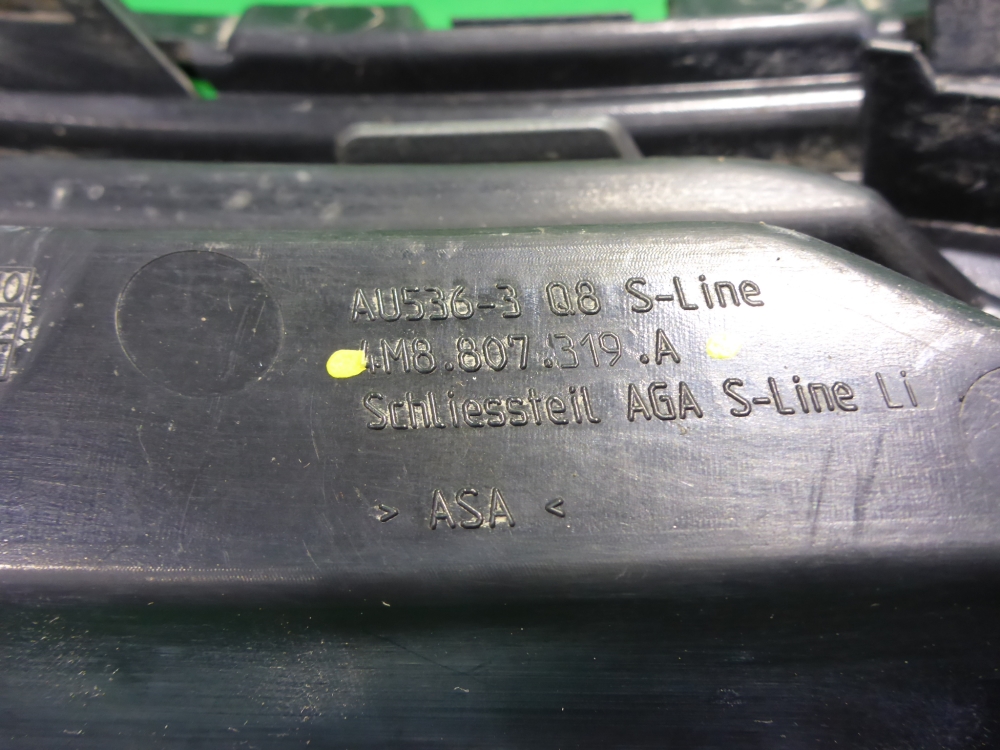 AU536-3 Q8 S-Line
4M8.807.319.A
Schliessteil AGA S-Line Li
> ASA <